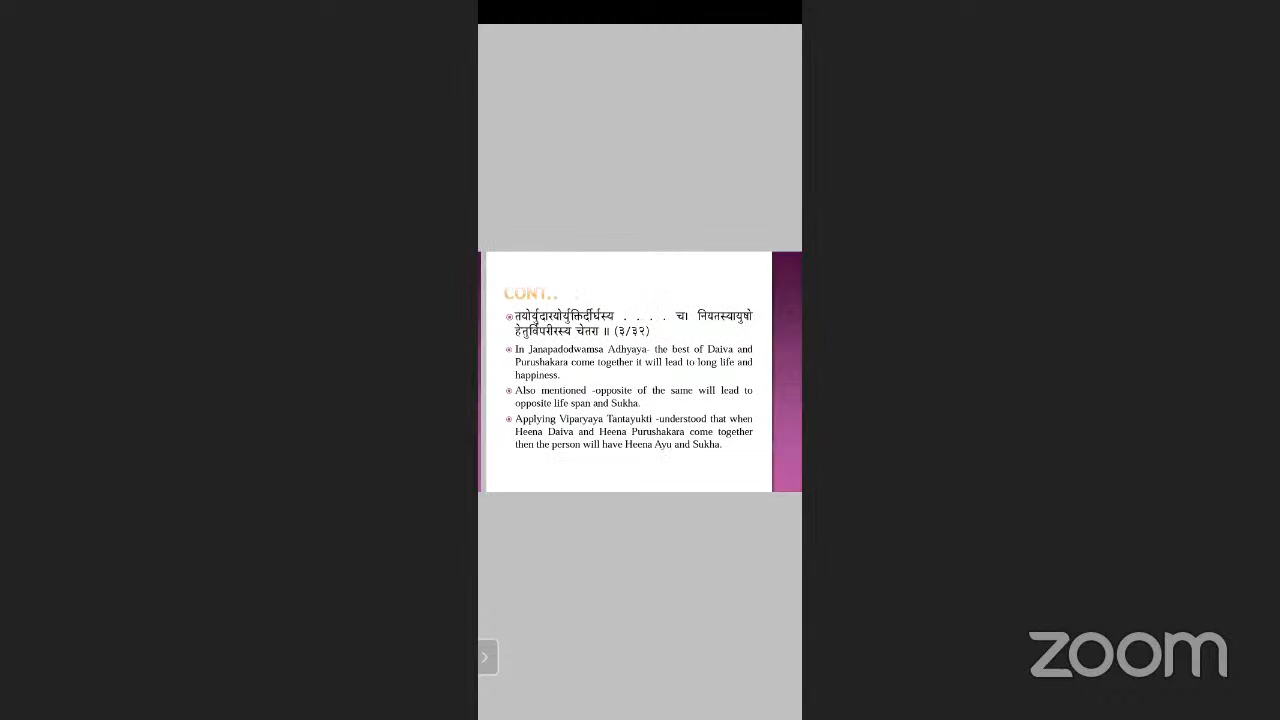 CONT..
तयोर्युदारयोर्युक्तिर्दीर्घस्य . . . . च। नियतस्यायुषो
हेतुर्विपरीरस्य चेतरा ॥ (३/३२)
In Janapadodwamsa Adhyaya- the best of Daiva and
Purushakara come together it will lead to long life and
happiness.
Also mentioned -opposite of the same will lead to
opposite life span and Sukha.
Applying Viparyaya Tantayukti -understood that when
Heena Daiva and Heena Purushakara come together
then the person will have Heena Ayu and Sukha.
zoom